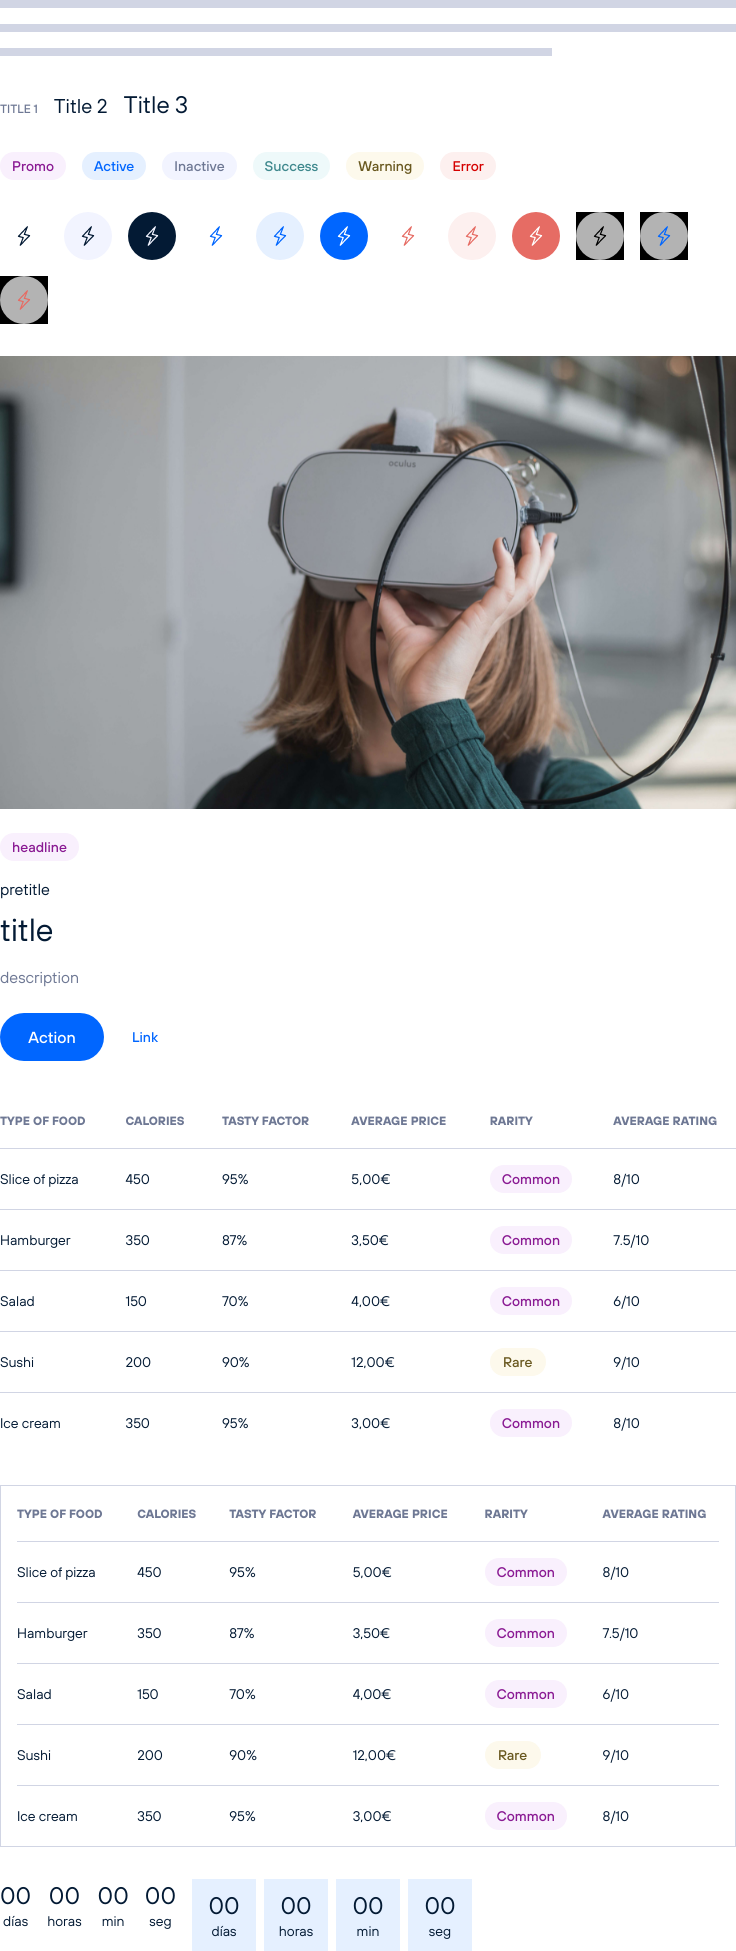 TITLE 1 Title 2 Title 3
Promo Active Inactive Success Warning Error
oculus
headline
pretitle
title
description
Action Link
TYPE OF FOOD CALORIES TASTY FACTOR AVERAGE PRICE RARITY AVERAGE RATING
Slice of pizza 450 95% 5,00€ Common 8/10
Hamburger 350 87% 3,50€ Common 7.5/10
Salad 150 70% 4,00€ Common 6/10
Sushi 200 90% 12,00€ Rare 9/10
Ice cream 350 95% 3,00€ Common 8/10
TYPE OF FOOD CALORIES TASTY FACTOR AVERAGE PRICE RARITY AVERAGE RATING
Slice of pizza 450 95% 5,00€ Common 8/10
Hamburger 350 87% 3,50€ Common 7.5/10
Salad 150 70% 4,00€ Common 6/10
Sushi 200 90% 12,00€ Rare 9/10
Ice cream 350 95% 3,00€ Common 8/10
00 00 00 00 00 00 00 00
días horas min seg días horas min seg